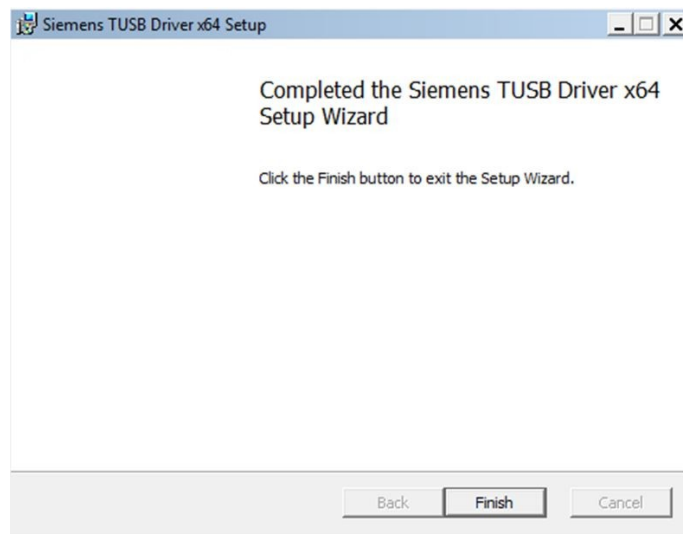 Siemens TUSB Driver x64 Setup
Completed the Siemens TUSB Driver x64
Setup Wizard
Click the Finish button to exit the Setup Wizard.
Back
Finish
Cancel